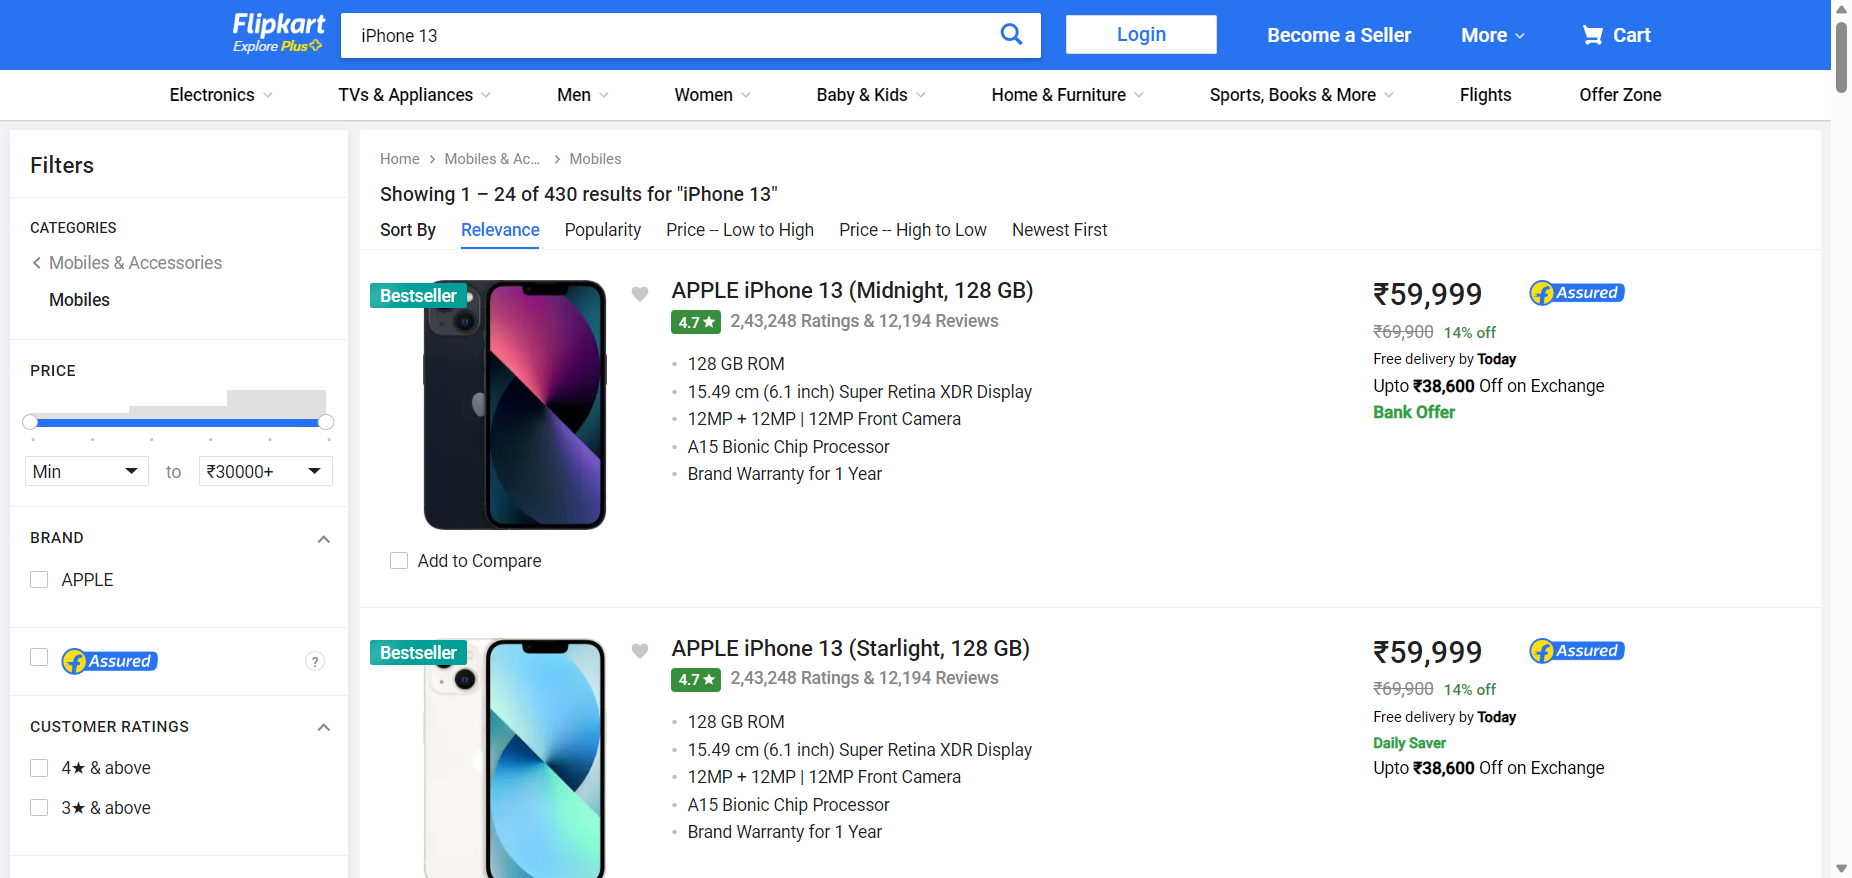 Flipkart
Explore Plus
iPhone 13
Login
Become a Seller
More
Cart
Electronics
TVs & Appliances
Men
Women
Baby & Kids
Home & Furniture
Sports, Books & More
Flights
Offer Zone
Filters
CATEGORIES
Mobiles & Accessories
Mobiles
PRICE
Min
to
₹30000+
BRAND
APPLE
Assured
?
CUSTOMER RATINGS
4★ & above
3★ & above
Home
Mobiles & Ac...
Mobiles
Showing 1 – 24 of 430 results for "iPhone 13"
Sort By
Relevance
Popularity
Price -- Low to High
Price -- High to Low
Newest First
Bestseller
APPLE iPhone 13 (Midnight, 128 GB)
4.7★ 2,43,248 Ratings & 12,194 Reviews
128 GB ROM
15.49 cm (6.1 inch) Super Retina XDR Display
12MP + 12MP | 12MP Front Camera
A15 Bionic Chip Processor
Brand Warranty for 1 Year
₹59,999
Assured
₹69,900 14% off
Free delivery by Today
Upto ₹38,600 Off on Exchange
Bank Offer
Add to Compare
Bestseller
APPLE iPhone 13 (Starlight, 128 GB)
4.7★ 2,43,248 Ratings & 12,194 Reviews
128 GB ROM
15.49 cm (6.1 inch) Super Retina XDR Display
12MP + 12MP | 12MP Front Camera
A15 Bionic Chip Processor
Brand Warranty for 1 Year
₹59,999
Assured
₹69,900 14% off
Free delivery by Today
Daily Saver
Upto ₹38,600 Off on Exchange